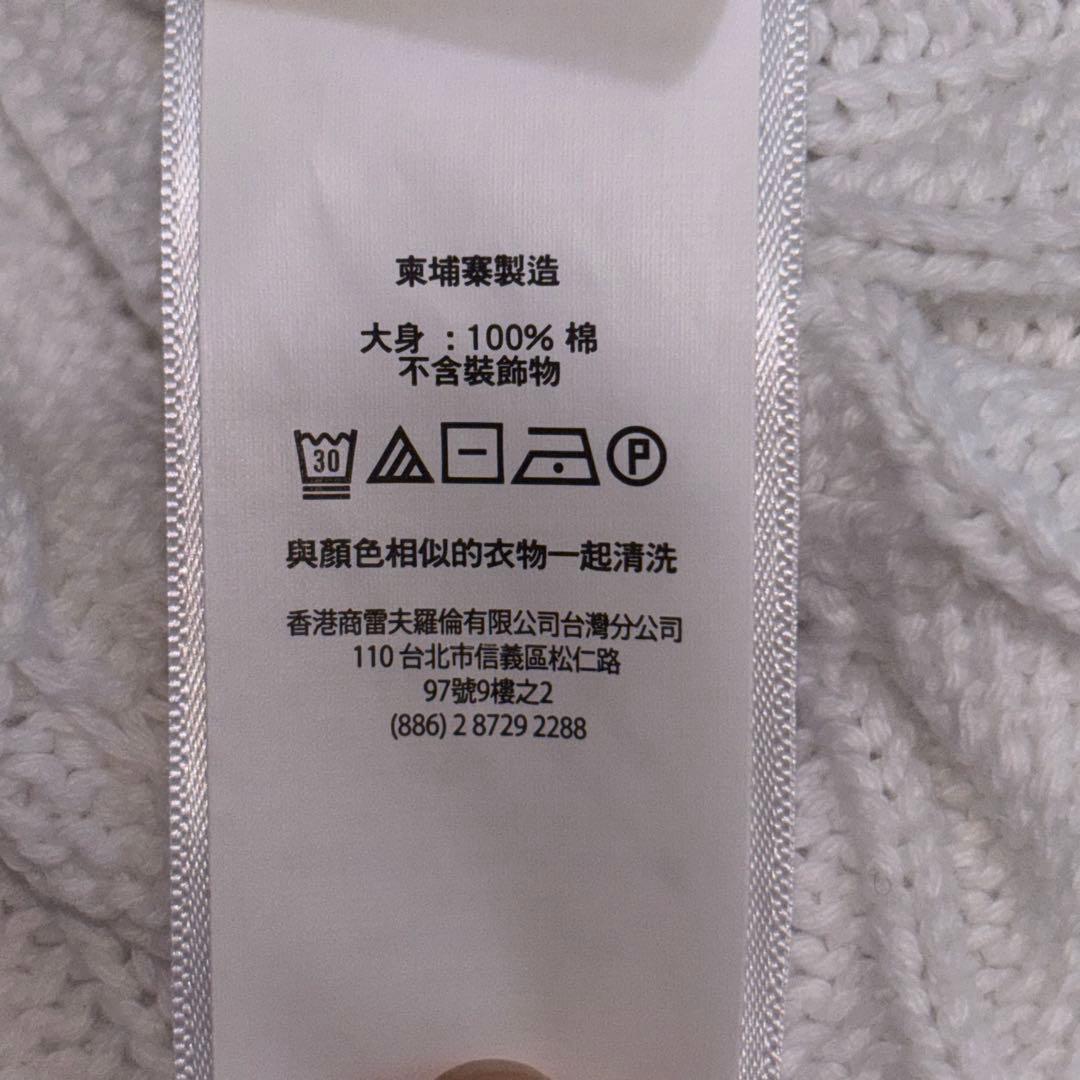 柬埔寨製造
大身 : 100% 棉
不含裝飾物
30 P
與顏色相似的衣物一起清洗
香港商雷夫羅倫有限公司台灣分公司
110 台北市信義區松仁路
97號9樓之2
(886) 2 8729 2288